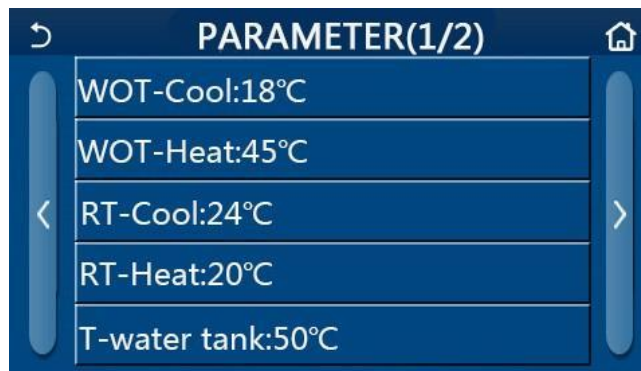 PARAMETER(1/2)
WOT-Cool:18℃
WOT-Heat:45℃
RT-Cool:24℃
RT-Heat:20℃
T-water tank:50℃